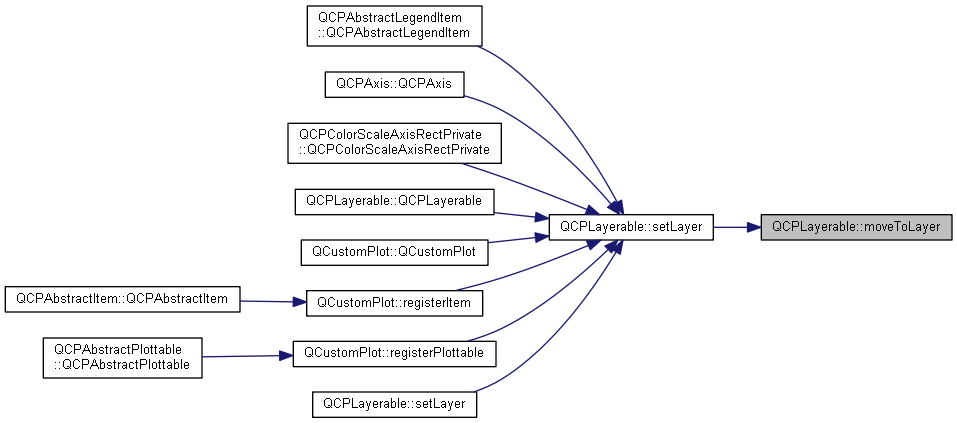 QCPAbstractLegendItem
::QCPAbstractLegendItem
QCPAxis::QCPAxis
QCPColorScaleAxisRectPrivate
::QCPColorScaleAxisRectPrivate
QCPLayerable::QCPLayerable
QCPLayerable::setLayer
QCPLayerable::moveToLayer
QCustomPlot::QCustomPlot
QCPAbstractItem::QCPAbstractItem
QCustomPlot::registerItem
QCPAbstractPlottable
::QCPAbstractPlottable
QCustomPlot::registerPlottable
QCPLayerable::setLayer